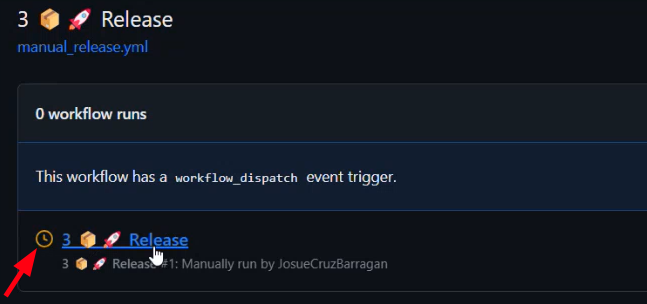 3 📦 🚀 Release
manual_release.yml
0 workflow runs
This workflow has a workflow_dispatch event trigger.
3 📦 🚀 Release
3 📦 🚀 Release #1: Manually run by JosueCruzBarragan